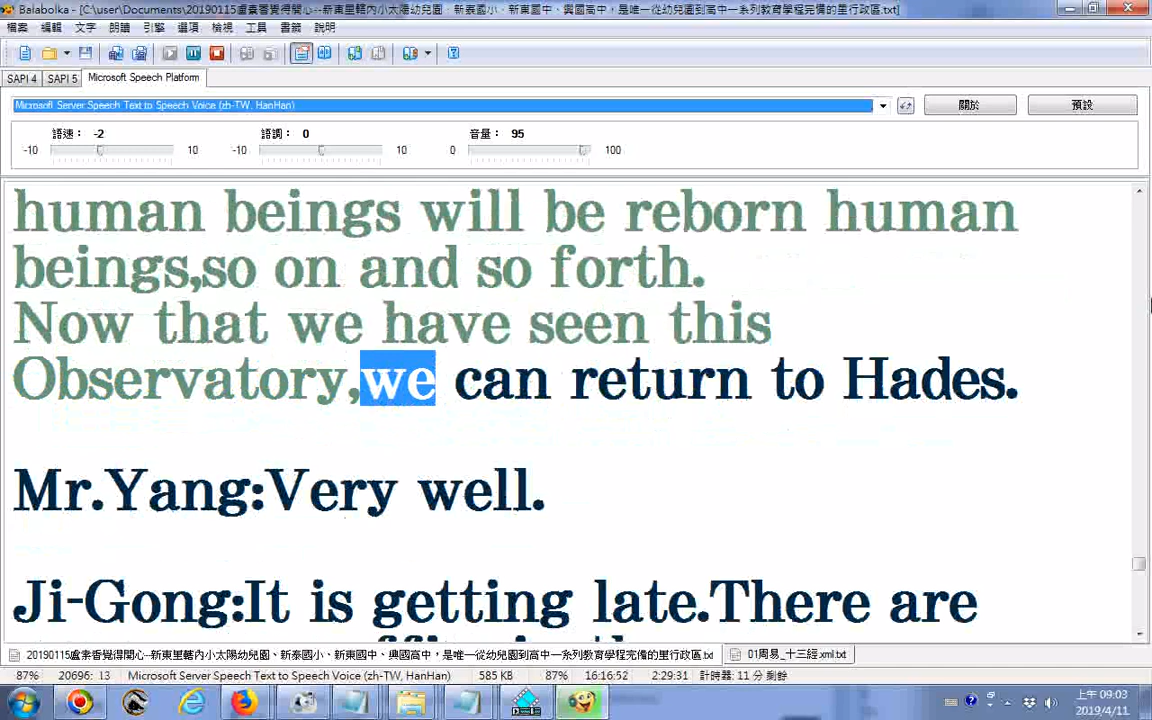 Balabolka - [C:\user\Documents\20190115盧素香覺得開心--新東里轄內小太陽幼兒園、新泰國小、新東國中、興國高中，是唯一從幼兒園到高中一系列教育學程完備的里行政區.txt]
檔案 編輯 文字 朗讀 引擎 選項 檢視 工具 書籤 說明
SAPI 4 SAPI 5 Microsoft Speech Platform
Microsoft Server Speech Text to Speech Voice (zh-TW, HanHan) 關於 預設
語速： -2 語調： 0 音量： 95
-10 10 -10 10 0 100
human beings will be reborn human
beings,so on and so forth.
Now that we have seen this
Observatory,we can return to Hades.
Mr.Yang:Very well.
Ji-Gong:It is getting late.There are
20190115盧素香覺得開心--新東里轄內小太陽幼兒園、新泰國小、新東國中、興國高中，是唯一從幼兒園到高中一系列教育學程完備的里行政區.txt 01周易_十三經.xml.txt
87% 20696: 13 Microsoft Server Speech Text to Speech Voice (zh-TW, HanHan) 585 KB 87% 16:16:52 2:29:31 計時器: 11 分 剩餘
上午 09:03
2019/4/11